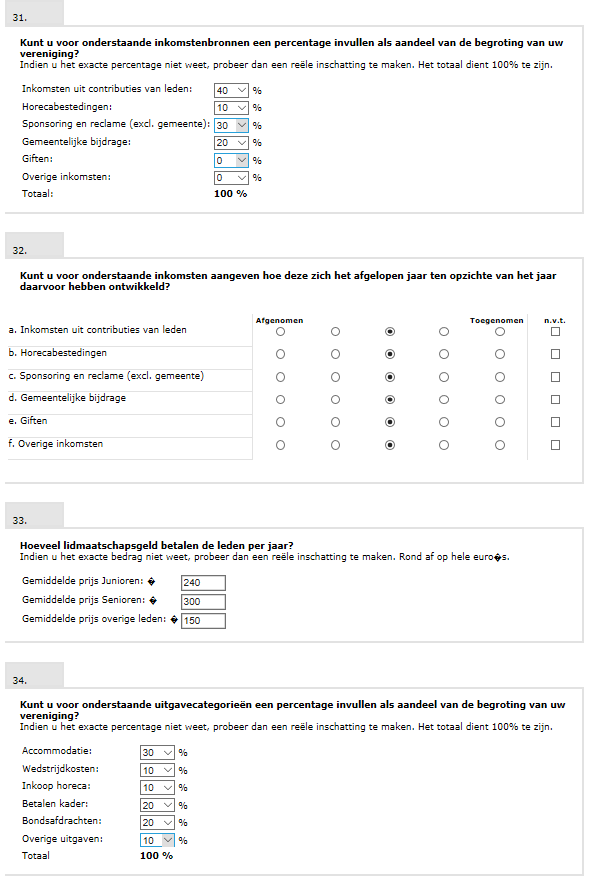 31.
Kunt u voor onderstaande inkomstenbronnen een percentage invullen als aandeel van de begroting van uw
vereniging?
Indien u het exacte percentage niet weet, probeer dan een reële inschatting te maken. Het totaal dient 100% te zijn.
Inkomsten uit contributies van leden: 40 %
Horecabestedingen: 10 %
Sponsoring en reclame (excl. gemeente): 30 %
Gemeentelijke bijdrage: 20 %
Giften: 0 %
Overige inkomsten: 0 %
Totaal: 100 %
32.
Kunt u voor onderstaande inkomsten aangeven hoe deze zich het afgelopen jaar ten opzichte van het jaar
daarvoor hebben ontwikkeld?
Afgenomen Toegenomen n.v.t.
a. Inkomsten uit contributies van leden
b. Horecabestedingen
c. Sponsoring en reclame (excl. gemeente)
d. Gemeentelijke bijdrage
e. Giften
f. Overige inkomsten
33.
Hoeveel lidmaatschapsgeld betalen de leden per jaar?
Indien u het exacte bedrag niet weet, probeer dan een reële inschatting te maken. Rond af op hele euro�s.
Gemiddelde prijs Junioren: � 240
Gemiddelde prijs Senioren: � 300
Gemiddelde prijs overige leden: � 150
34.
Kunt u voor onderstaande uitgavecategorieën een percentage invullen als aandeel van de begroting van uw
vereniging?
Indien u het exacte percentage niet weet, probeer dan een reële inschatting te maken. Het totaal dient 100% te zijn.
Accommodatie: 30 %
Wedstrijdkosten: 10 %
Inkoop horeca: 10 %
Betalen kader: 20 %
Bondsafdrachten: 20 %
Overige uitgaven: 10 %
Totaal 100 %